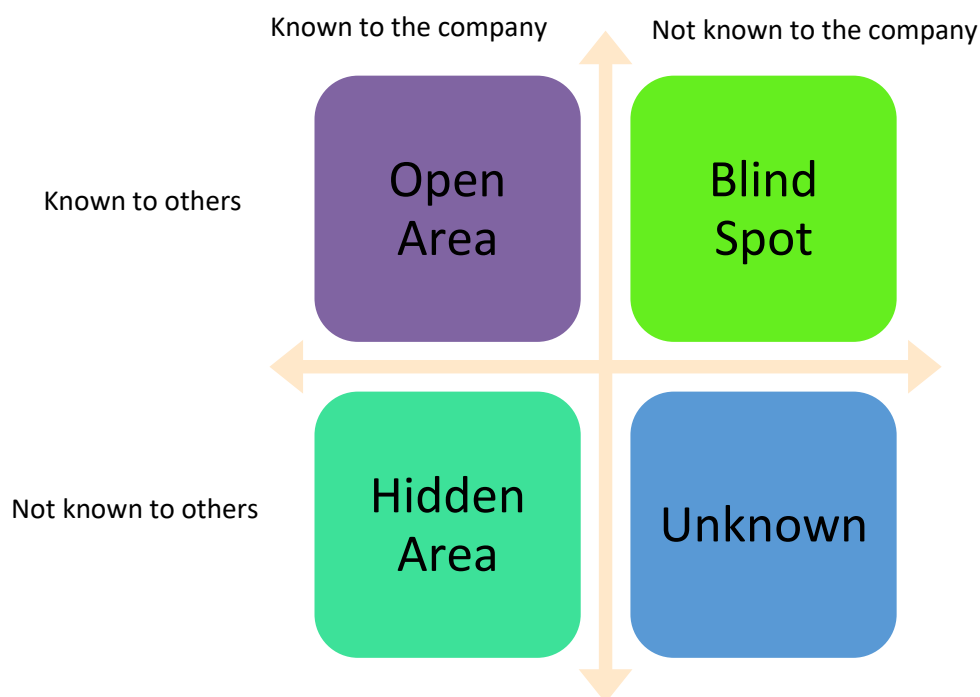 Known to the company
Not known to the company
Known to others
Open
Area
Blind
Spot
Not known to others
Hidden
Area
Unknown